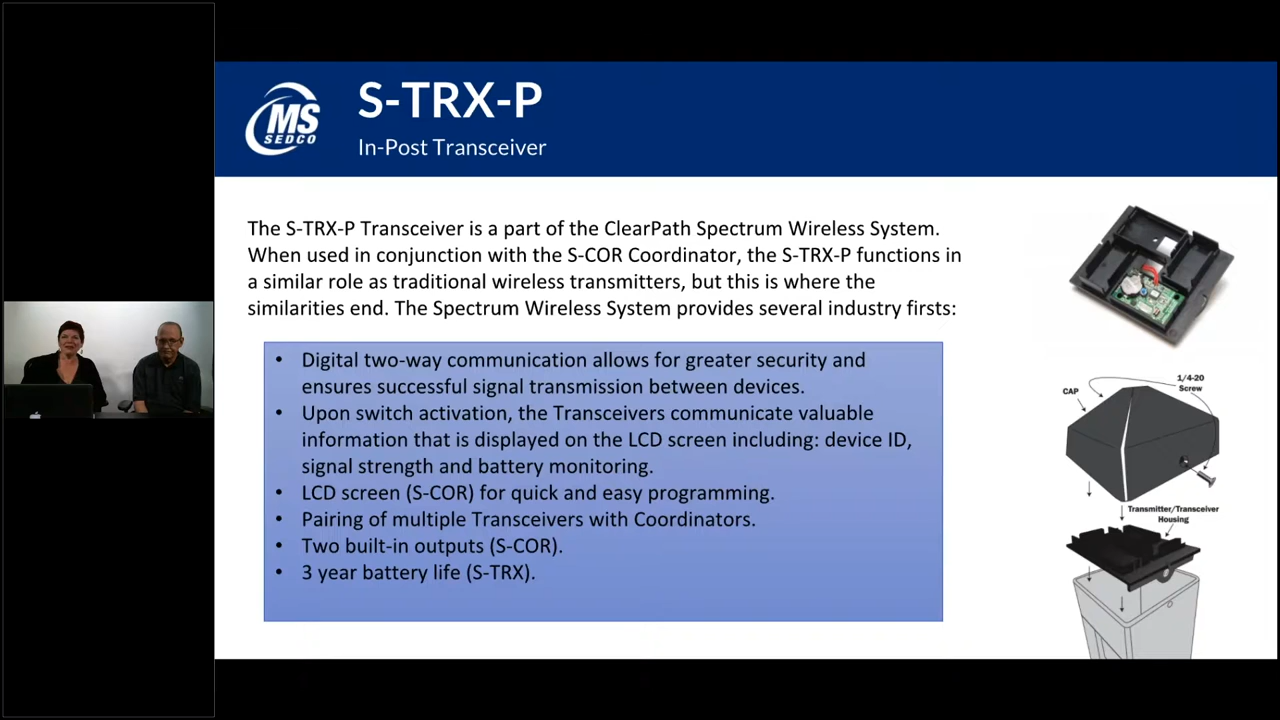 MS
SEDCO
S-TRX-P
In-Post Transceiver
The S-TRX-P Transceiver is a part of the ClearPath Spectrum Wireless System.
When used in conjunction with the S-COR Coordinator, the S-TRX-P functions in
a similar role as traditional wireless transmitters, but this is where the
similarities end. The Spectrum Wireless System provides several industry firsts:
• Digital two-way communication allows for greater security and
ensures successful signal transmission between devices.
• Upon switch activation, the Transceivers communicate valuable
information that is displayed on the LCD screen including: device ID,
signal strength and battery monitoring.
• LCD screen (S-COR) for quick and easy programming.
• Pairing of multiple Transceivers with Coordinators.
• Two built-in outputs (S-COR).
• 3 year battery life (S-TRX).
CAP
1/4-20
Screw
Transmitter/Transceiver
Housing